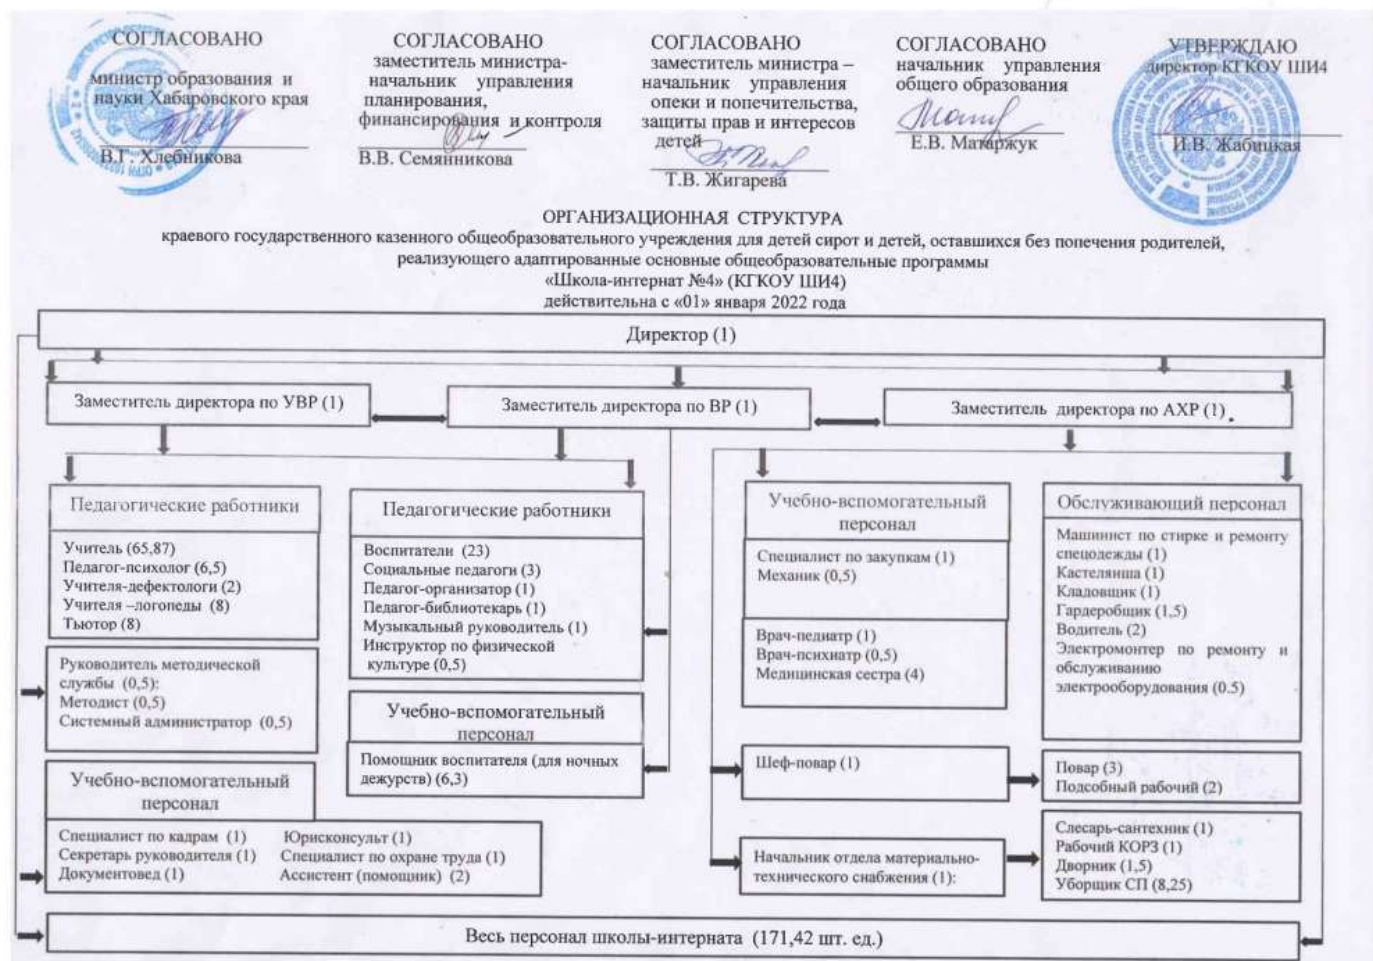 СОГЛАСОВАНО
министр образования и
науки Хабаровского края
В.Г. Хлебникова
СОГЛАСОВАНО
заместитель министра-
начальник управления
планирования,
финансирования и контроля
В.В. Семянникова
СОГЛАСОВАНО
заместитель министра –
начальник управления
опеки и попечительства,
защиты прав и интересов
детей
Т.В. Жигарева
СОГЛАСОВАНО
начальник управления
общего образования
Е.В. Матаржук
УТВЕРЖДАЮ
директор КГКОУ ШИ4
И.В. Жабицкая
ОРГАНИЗАЦИОННАЯ СТРУКТУРА
краевого государственного казенного общеобразовательного учреждения для детей сирот и детей, оставшихся без попечения родителей,
реализующего адаптированные основные общеобразовательные программы
«Школа-интернат №4» (КГКОУ ШИ4)
действительна с «01» января 2022 года
Директор (1)
Заместитель директора по УВР (1)
Заместитель директора по ВР (1)
Заместитель директора по АХР (1)
Педагогические работники
Учитель (65,87)
Педагог-психолог (6,5)
Учителя-дефектологи (2)
Учителя –логопеды (8)
Тьютор (8)
Руководитель методической
службы (0,5):
Методист (0,5)
Системный администратор (0,5)
Учебно-вспомогательный
персонал
Специалист по кадрам (1)
Секретарь руководителя (1)
Документовед (1)
Юрисконсульт (1)
Специалист по охране труда (1)
Ассистент (помощник) (2)
Педагогические работники
Воспитатели (23)
Социальные педагоги (3)
Педагог-организатор (1)
Педагог-библиотекарь (1)
Музыкальный руководитель (1)
Инструктор по физической
культуре (0,5)
Учебно-вспомогательный
персонал
Помощник воспитателя (для ночных
дежурств) (6,3)
Учебно-вспомогательный
персонал
Специалист по закупкам (1)
Механик (0,5)
Врач-педиатр (1)
Врач-психиатр (0,5)
Медицинская сестра (4)
Шеф-повар (1)
Начальник отдела материально-
технического снабжения (1):
Обслуживающий персонал
Машинист по стирке и ремонту
спецодежды (1)
Кастелянша (1)
Кладовщик (1)
Гардеробщик (1,5)
Водитель (2)
Электромонтер по ремонту и
обслуживанию
электрооборудования (0.5)
Повар (3)
Подсобный рабочий (2)
Слесарь-сантехник (1)
Рабочий КОРЗ (1)
Дворник (1,5)
Уборщик СП (8,25)
Весь персонал школы-интерната (171,42 шт. ед.)